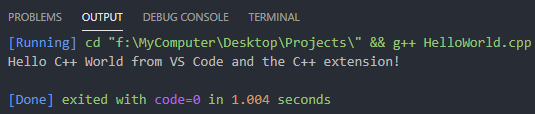 PROBLEMS OUTPUT DEBUG CONSOLE TERMINAL
[Running] cd "f:\MyComputer\Desktop\Projects\" && g++ HelloWorld.cpp
Hello C++ World from VS Code and the C++ extension!
[Done] exited with code=0 in 1.004 seconds